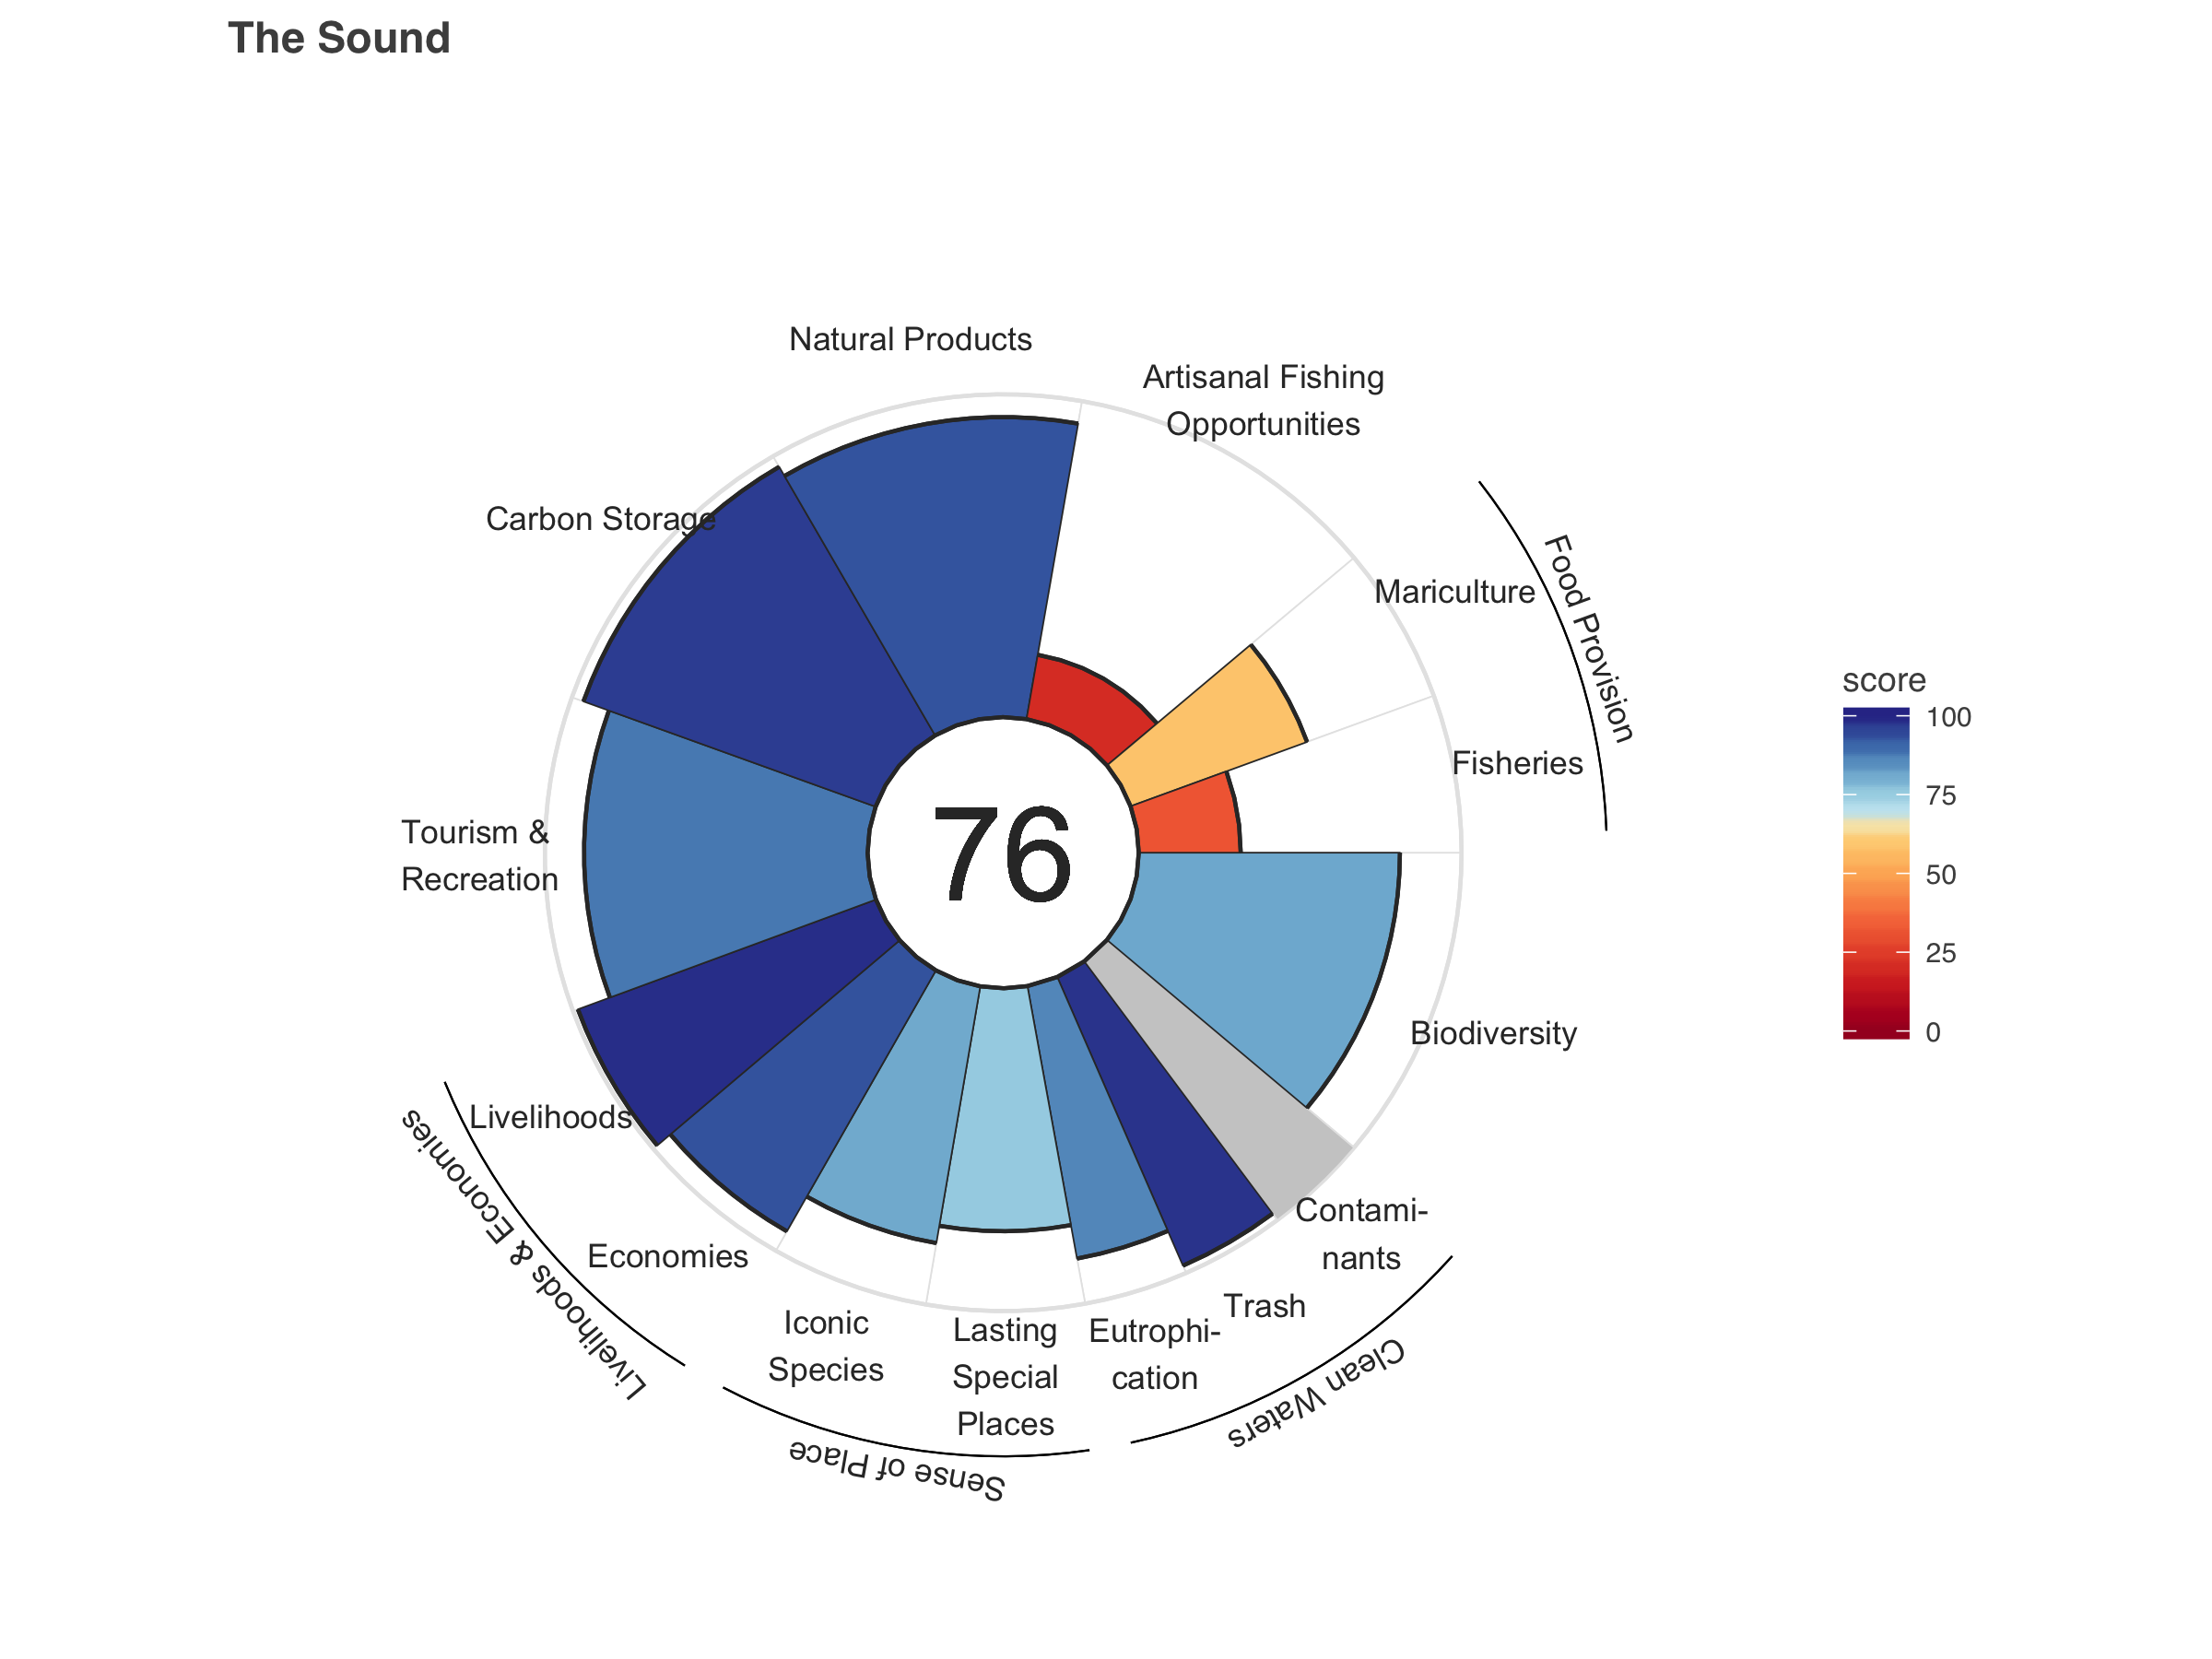 The Sound
Natural Products
Artisanal Fishing
Opportunities
Carbon Storage
Mariculture
Food Provision
Fisheries
Tourism &
Recreation
76
Biodiversity
Livelihoods
Livelihoods & Economies
Economies
Iconic
Species
Lasting
Special
Places
Sense of Place
Eutrophi-
cation
Trash
Contami-
nants
Clean Waters
score
100
75
50
25
0